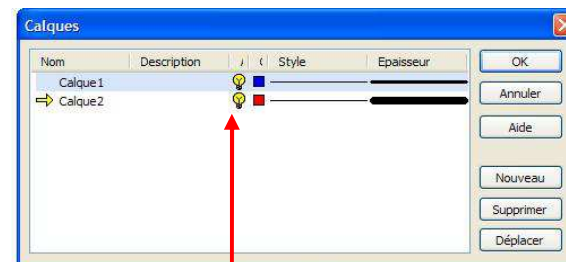 Calques
Nom Description / ( Style Epaisseur
Calque1
Calque2
OK
Annuler
Aide
Nouveau
Supprimer
Déplacer